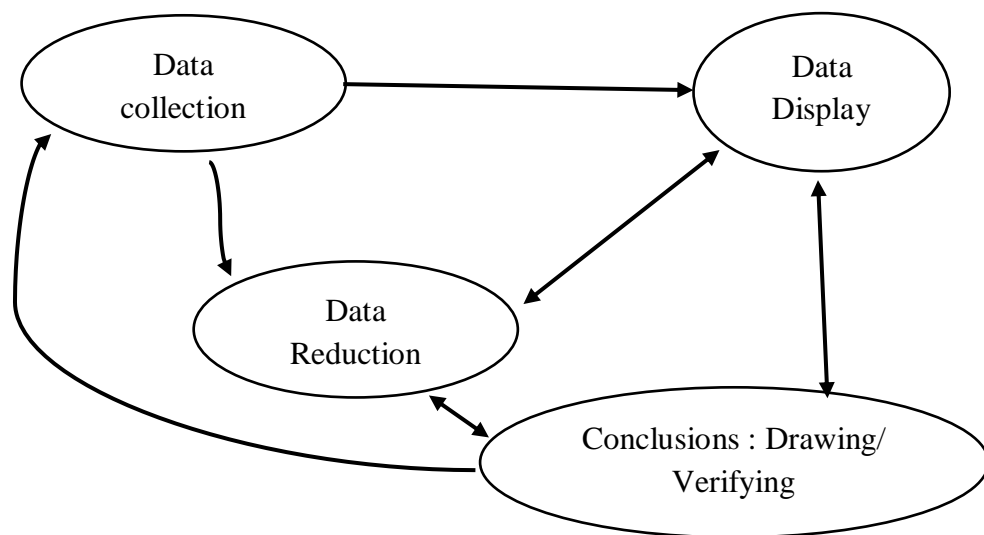 Data
collection
Data
Display
Data
Reduction
Conclusions : Drawing/
Verifying